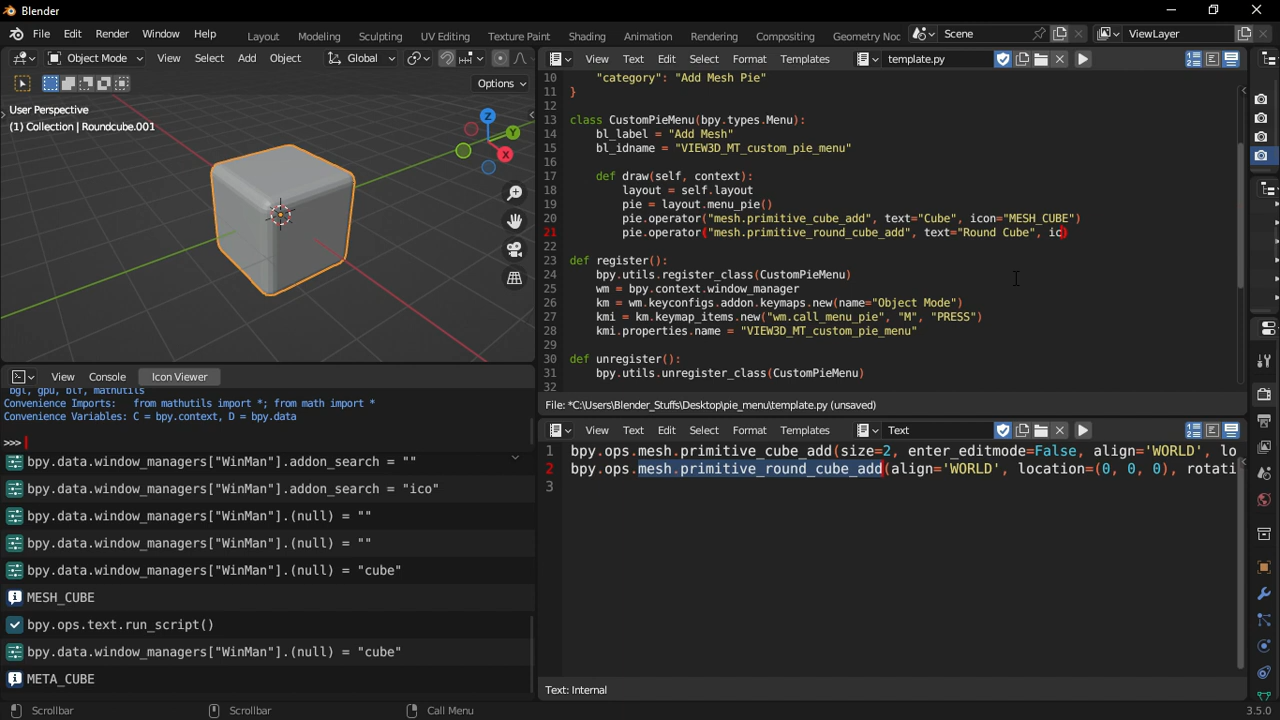 Blender
File Edit Render Window Help Layout Modeling Sculpting UV Editing Texture Paint Shading Animation Rendering Compositing Geometry Noc Scene ViewLayer
Object Mode View Select Add Object Global
Options
User Perspective
(1) Collection | Roundcube.001
Z
Y
X
View Text Edit Select Format Templates template.py
10 "category": "Add Mesh Pie"
11 }
12
13 class CustomPieMenu(bpy.types.Menu):
14 bl_label = "Add Mesh"
15 bl_idname = "VIEW3D_MT_custom_pie_menu"
16
17 def draw(self, context):
18 layout = self.layout
19 pie = layout.menu_pie()
20 pie.operator("mesh.primitive_cube_add", text="Cube", icon="MESH_CUBE")
21 pie.operator("mesh.primitive_round_cube_add", text="Round Cube", ic)
22
23 def register():
24 bpy.utils.register_class(CustomPieMenu)
25 wm = bpy.context.window_manager
26 km = wm.keyconfigs.addon.keymaps.new(name="Object Mode")
27 kmi = km.keymap_items.new("wm.call_menu_pie", "M", "PRESS")
28 kmi.properties.name = "VIEW3D_MT_custom_pie_menu"
29
30 def unregister():
31 bpy.utils.unregister_class(CustomPieMenu)
32
File: *C:\Users\Blender_Stuffs\Desktop\pie_menu\template.py (unsaved)
View Console Icon Viewer
bgl, gpu, blf, mathutils
Convenience Imports: from mathutils import *; from math import *
Convenience Variables: C = bpy.context, D = bpy.data
>>>
bpy.data.window_managers["WinMan"].addon_search = ""
bpy.data.window_managers["WinMan"].addon_search = "ico"
bpy.data.window_managers["WinMan"].(null) = ""
bpy.data.window_managers["WinMan"].(null) = ""
bpy.data.window_managers["WinMan"].(null) = "cube"
MESH_CUBE
bpy.ops.text.run_script()
bpy.data.window_managers["WinMan"].(null) = "cube"
META_CUBE
View Text Edit Select Format Templates Text
1 bpy.ops.mesh.primitive_cube_add(size=2, enter_editmode=False, align='WORLD', lo
2 bpy.ops.mesh.primitive_round_cube_add(align='WORLD', location=(0, 0, 0), rotati
3
Text: Internal
Scrollbar Scrollbar Call Menu 3.5.0